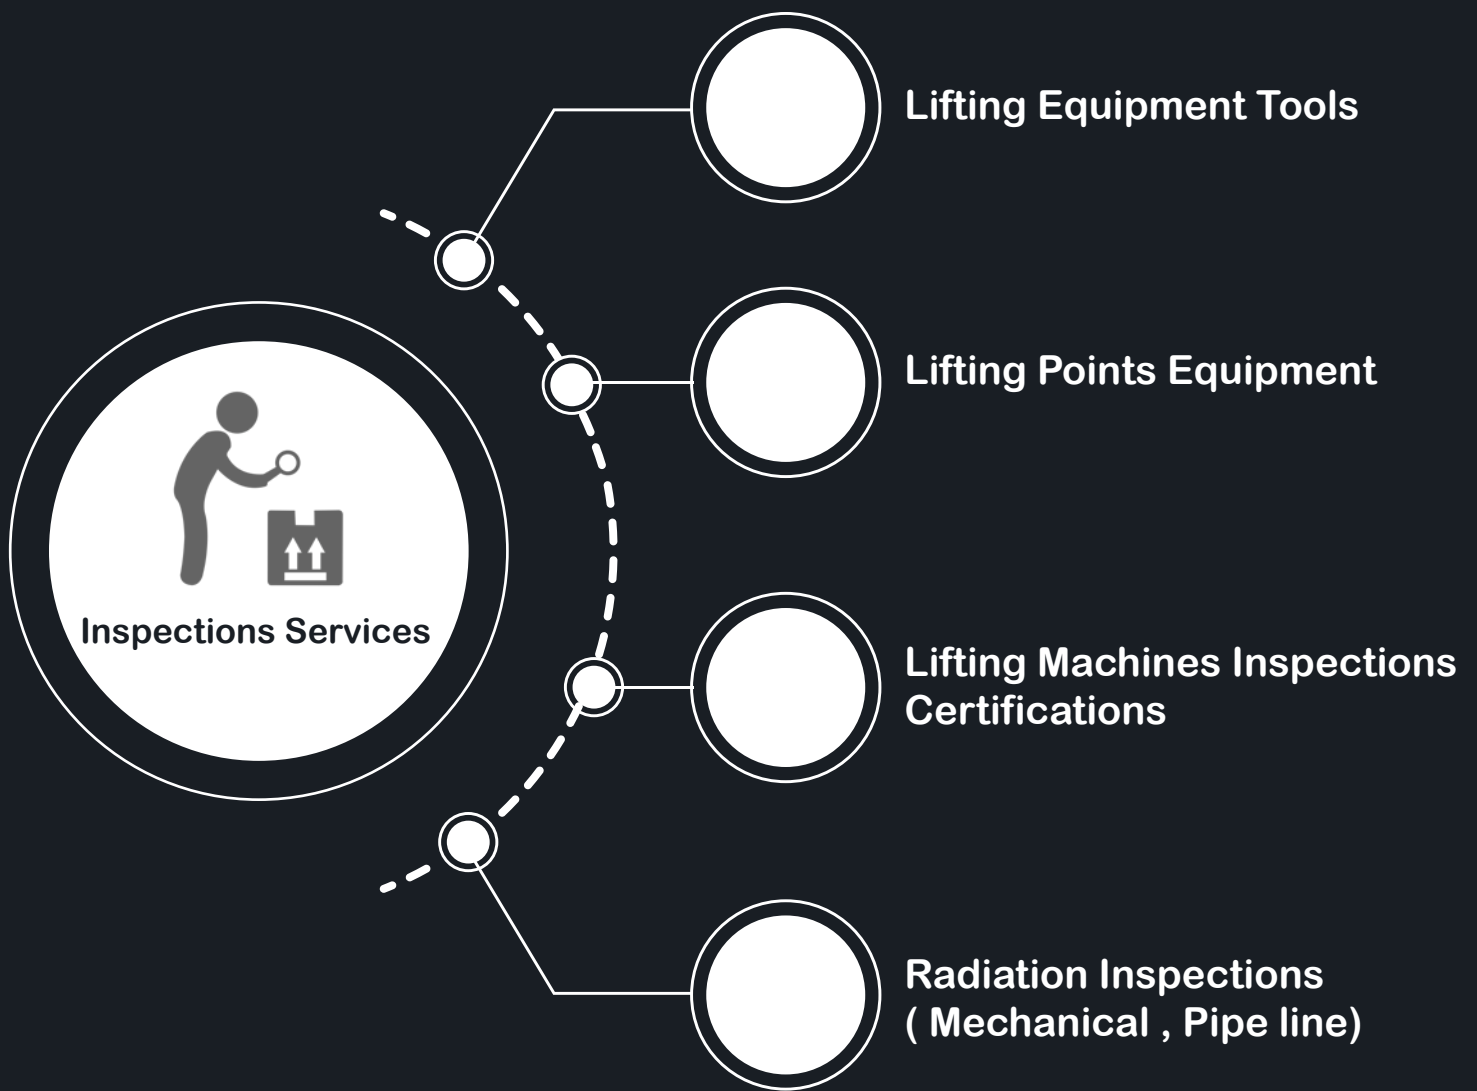 Lifting Equipment Tools
Lifting Points Equipment
Inspections Services
Lifting Machines Inspections
Certifications
Radiation Inspections
( Mechanical , Pipe line)